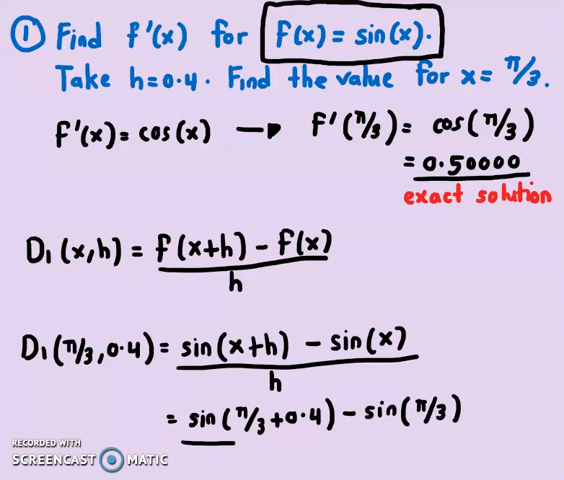 ① Find f'(x) for f(x) = sin(x).
Take h=0.4. Find the value for x= π/3.
f'(x) = cos(x) → f'(π/3) = cos(π/3)
= 0.50000
exact solution
D₁(x,h) = f(x+h) - f(x)
h
D₁(π/3, 0.4) = sin(x+h) - sin(x)
h
= sin(π/3+0.4) - sin(π/3)
RECORDED WITH
SCREENCAST MATIC